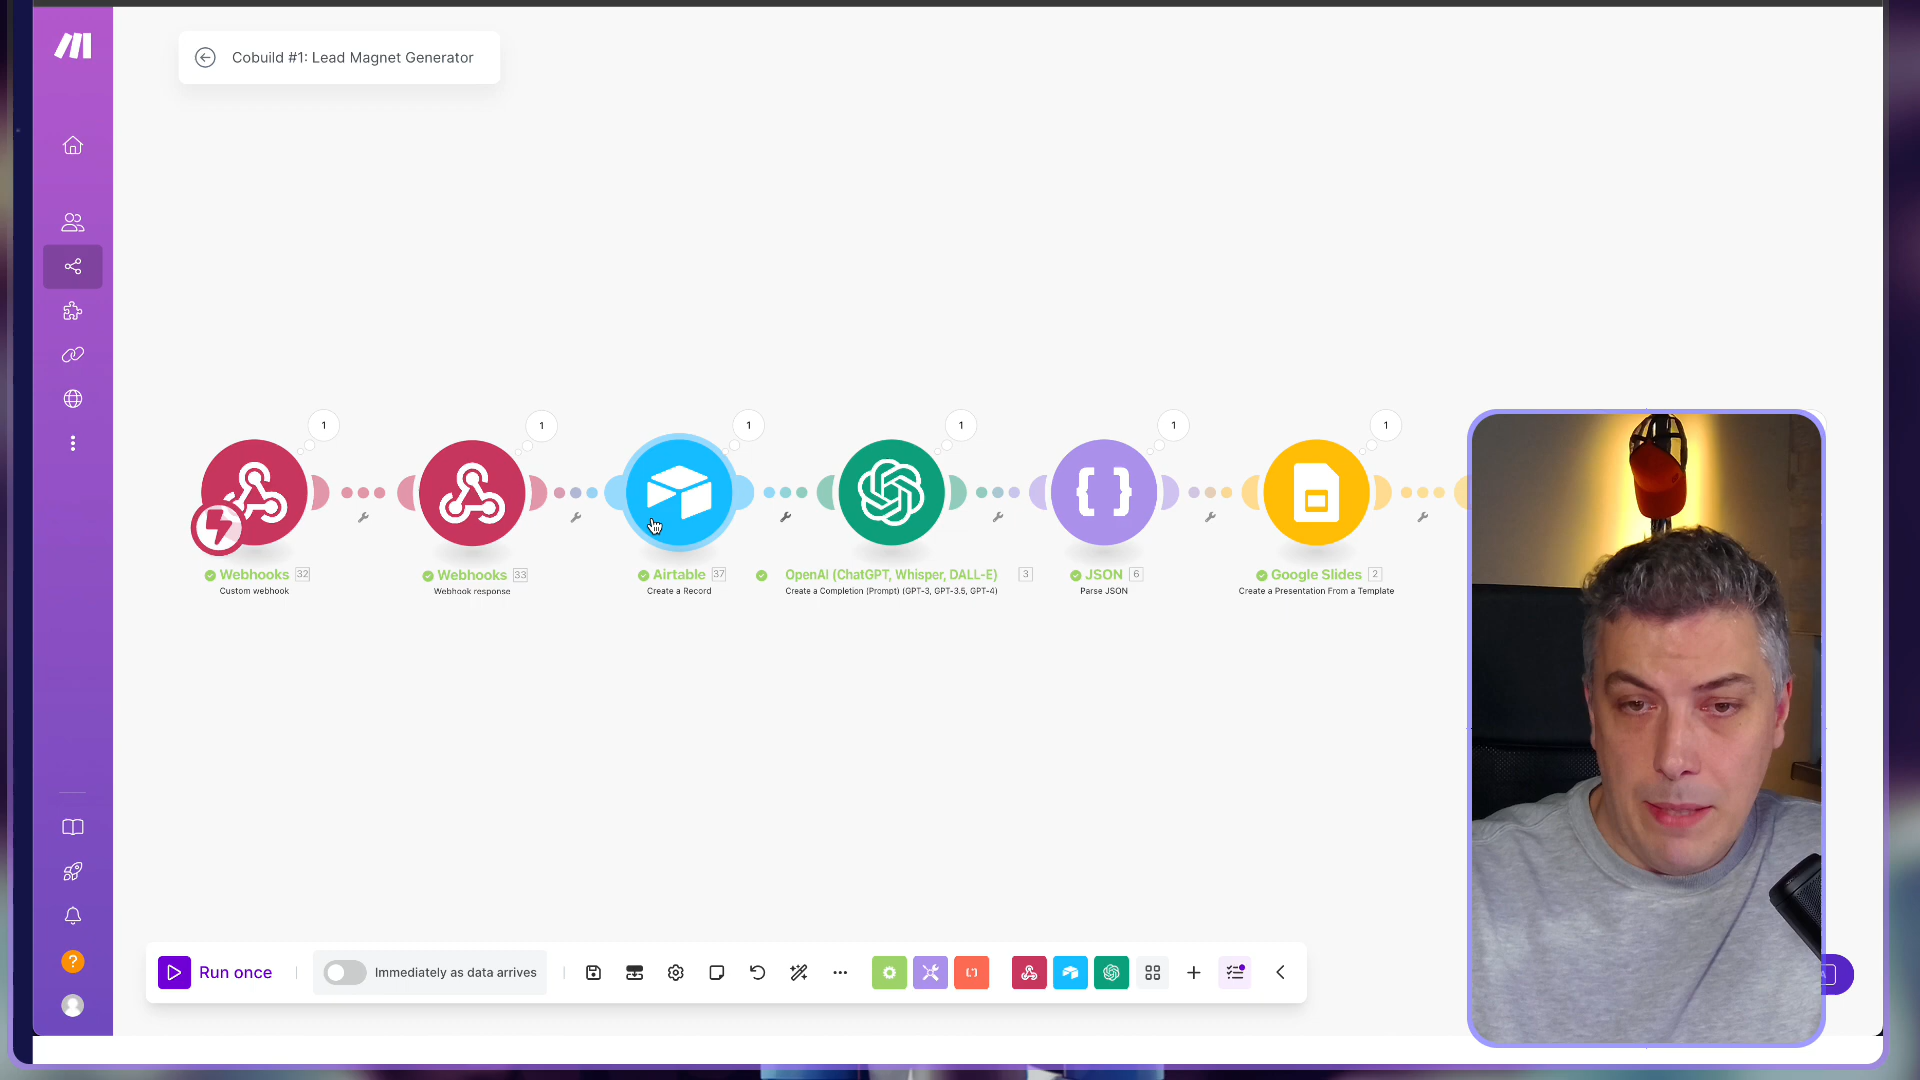 Cobuild #1: Lead Magnet Generator
1
1
1
1
1
1
Webhooks 32
Custom webhook
Webhooks 33
Webhook response
Airtable 37
Create a Record
OpenAI (ChatGPT, Whisper, DALL-E) 3
Create a Completion (Prompt) (GPT-3, GPT-3.5, GPT-4)
JSON 6
Parse JSON
Google Slides 2
Create a Presentation From a Template
?
Run once
Immediately as data arrives